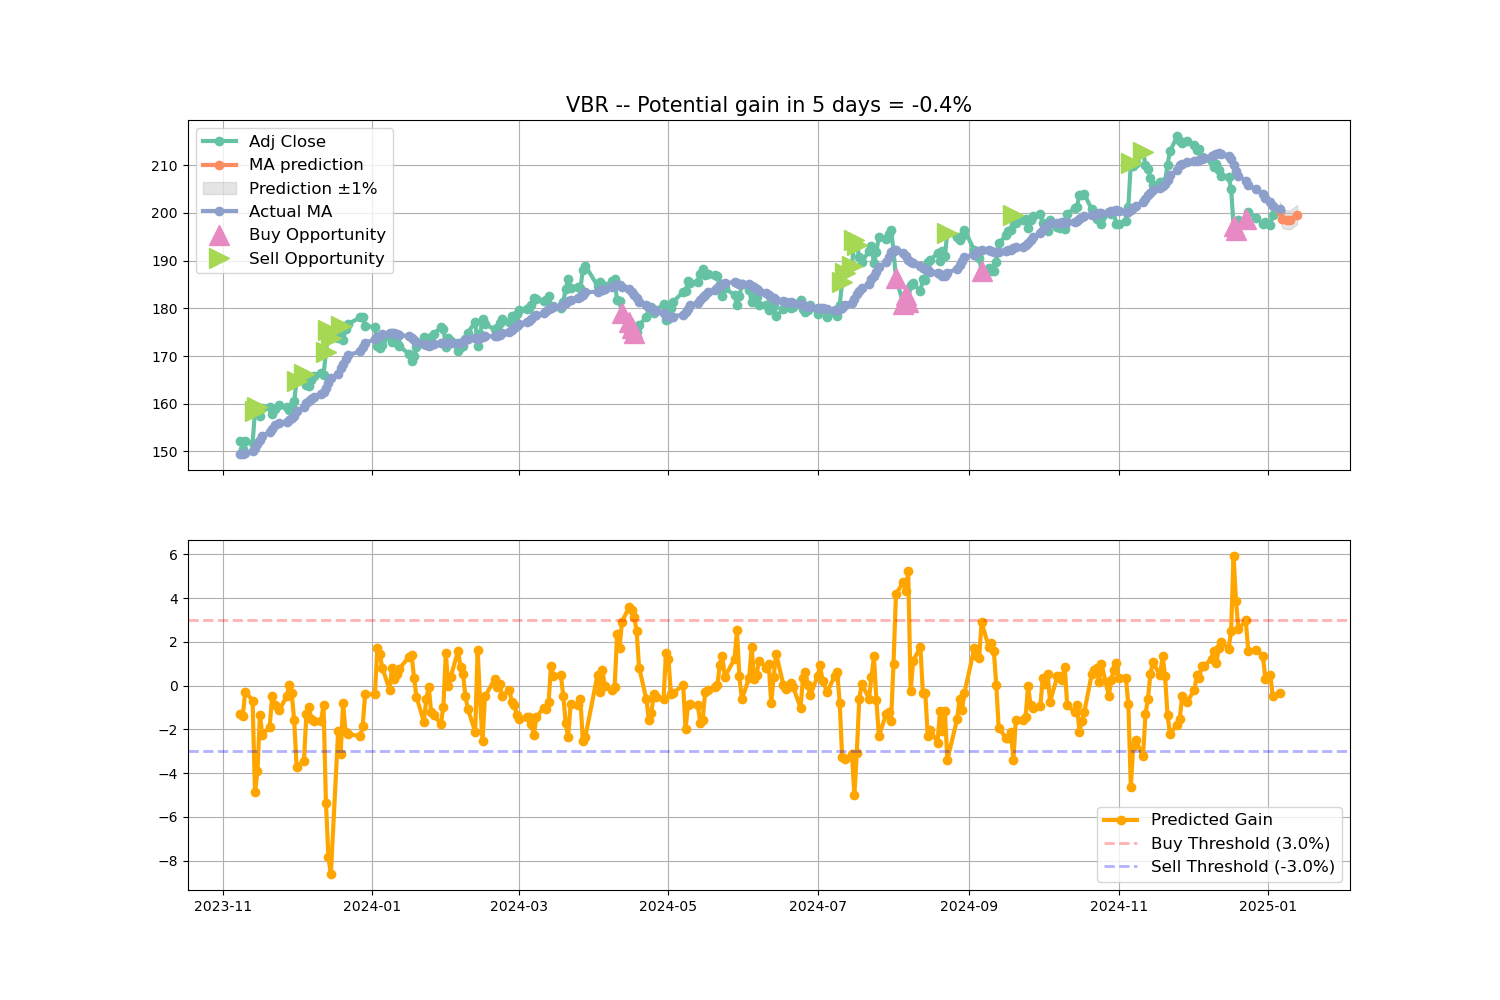 VBR -- Potential gain in 5 days = -0.4%
Adj Close
MA prediction
Prediction ±1%
Actual MA
Buy Opportunity
Sell Opportunity
210
200
190
180
170
160
150
6
4
2
0
−2
−4
−6
−8
Predicted Gain
Buy Threshold (3.0%)
Sell Threshold (-3.0%)
2023-11
2024-01
2024-03
2024-05
2024-07
2024-09
2024-11
2025-01